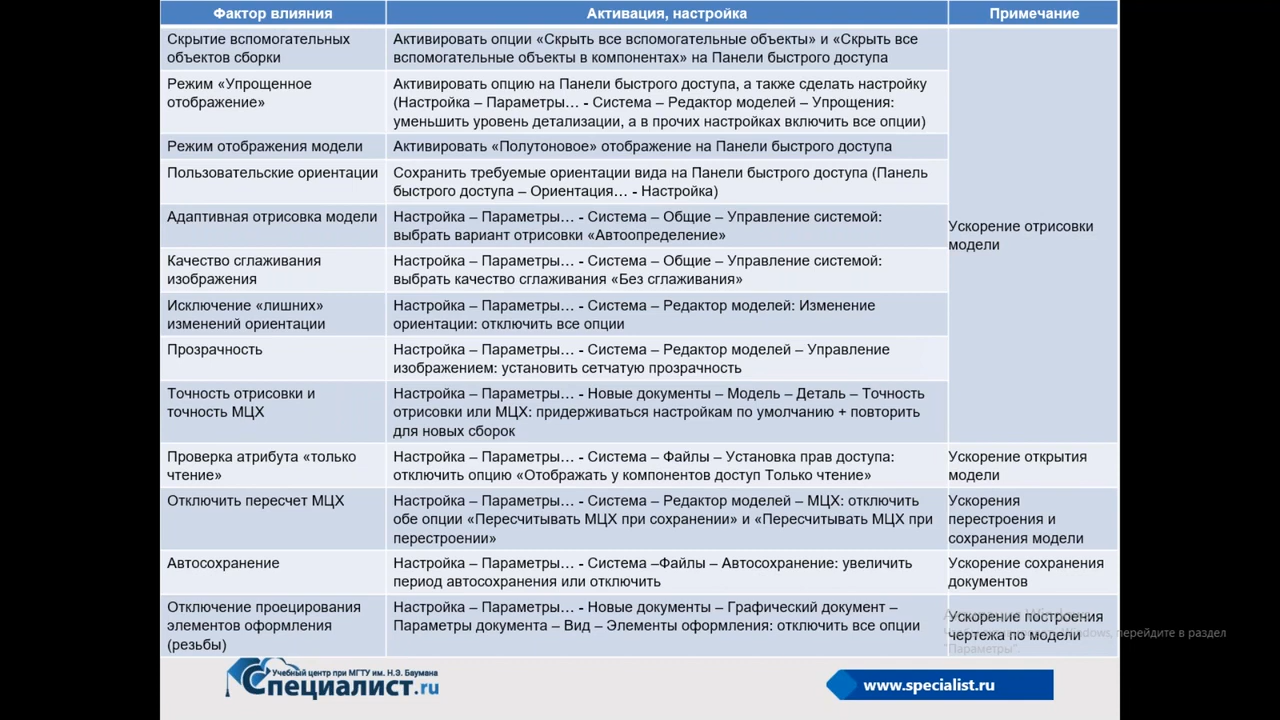 Фактор влияния
Активация, настройка
Примечание
Скрытие вспомогательных
объектов сборки
Активировать опции «Скрыть все вспомогательные объекты» и «Скрыть все
вспомогательные объекты в компонентах» на Панели быстрого доступа
Режим «Упрощенное
отображение»
Активировать опцию на Панели быстрого доступа, а также сделать настройку
(Настройка – Параметры… - Система – Редактор моделей – Упрощения:
уменьшить уровень детализации, а в прочих настройках включить все опции)
Режим отображения модели
Активировать «Полутоновое» отображение на Панели быстрого доступа
Пользовательские ориентации
Сохранить требуемые ориентации вида на Панели быстрого доступа (Панель
быстрого доступа – Ориентация… - Настройка)
Адаптивная отрисовка модели
Настройка – Параметры… - Система – Общие – Управление системой:
выбрать вариант отрисовки «Автоопределение»
Ускорение отрисовки
модели
Качество сглаживания
изображения
Настройка – Параметры… - Система – Общие – Управление системой:
выбрать качество сглаживания «Без сглаживания»
Исключение «лишних»
изменений ориентации
Настройка – Параметры… - Система – Редактор моделей: Изменение
ориентации: отключить все опции
Прозрачность
Настройка – Параметры… - Система – Редактор моделей – Управление
изображением: установить сетчатую прозрачность
Точность отрисовки и
точность МЦХ
Настройка – Параметры… - Новые документы – Модель – Деталь – Точность
отрисовки или МЦХ: придерживаться настройкам по умолчанию + повторить
для новых сборок
Проверка атрибута «только
чтение»
Настройка – Параметры… - Система – Файлы – Установка прав доступа:
отключить опцию «Отображать у компонентов доступ Только чтение»
Ускорение открытия
модели
Отключить пересчет МЦХ
Настройка – Параметры… - Система – Редактор моделей – МЦХ: отключить
обе опции «Пересчитывать МЦХ при сохранении» и «Пересчитывать МЦХ при
перестроении»
Ускорения
перестроения и
сохранения модели
Автосохранение
Настройка – Параметры… - Система –Файлы – Автосохранение: увеличить
период автосохранения или отключить
Ускорение сохранения
документов
Отключение проецирования
элементов оформления
(резьбы)
Настройка – Параметры… - Новые документы – Графический документ –
Параметры документа – Вид – Элементы оформления: отключить все опции
Ускорение построения
чертежа по модели
Windows, перейдите в раздел
"Параметры".
Учебный центр при МГТУ им. Н.Э. Баумана
Специалист.ru
www.specialist.ru